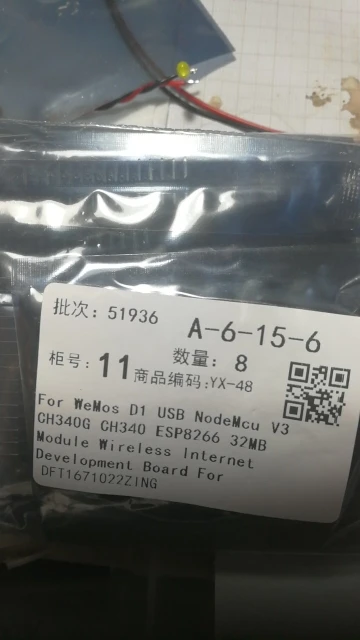 批次: 51936 A-6-15-6
柜号: 11 数量: 8
商品编码:YX-48
For WeMos D1 USB NodeMcu V3
CH340G CH340 ESP8266 32MB
Module Wireless Internet
Development Board For
DFT1671022ZING